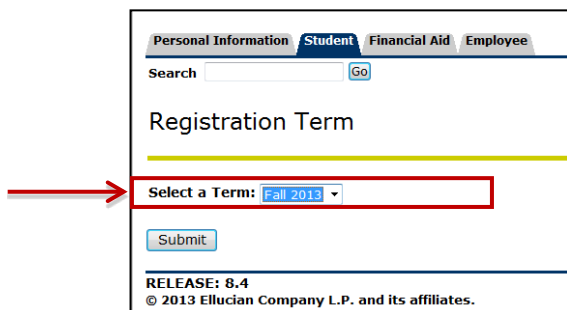 Personal Information Student Financial Aid Employee
Search Go
Registration Term
Select a Term: Fall 2013
Submit
RELEASE: 8.4
© 2013 Ellucian Company L.P. and its affiliates.